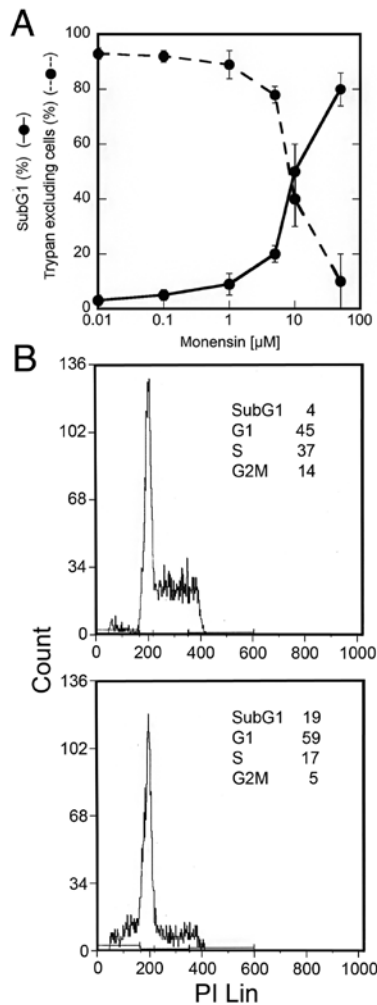 A
SubG1 (%) (—●—)
Trypan excluding cells (%) (--●--)
100
80
60
40
20
0
0.01 0.1 1 10 100
Monensin [µM]
B
136
102
68
34
0
SubG1 4
G1 45
S 37
G2M 14
0 200 400 600 800 1000
Count
136
102
68
34
0
SubG1 19
G1 59
S 17
G2M 5
0 200 400 600 800 1000
PI Lin